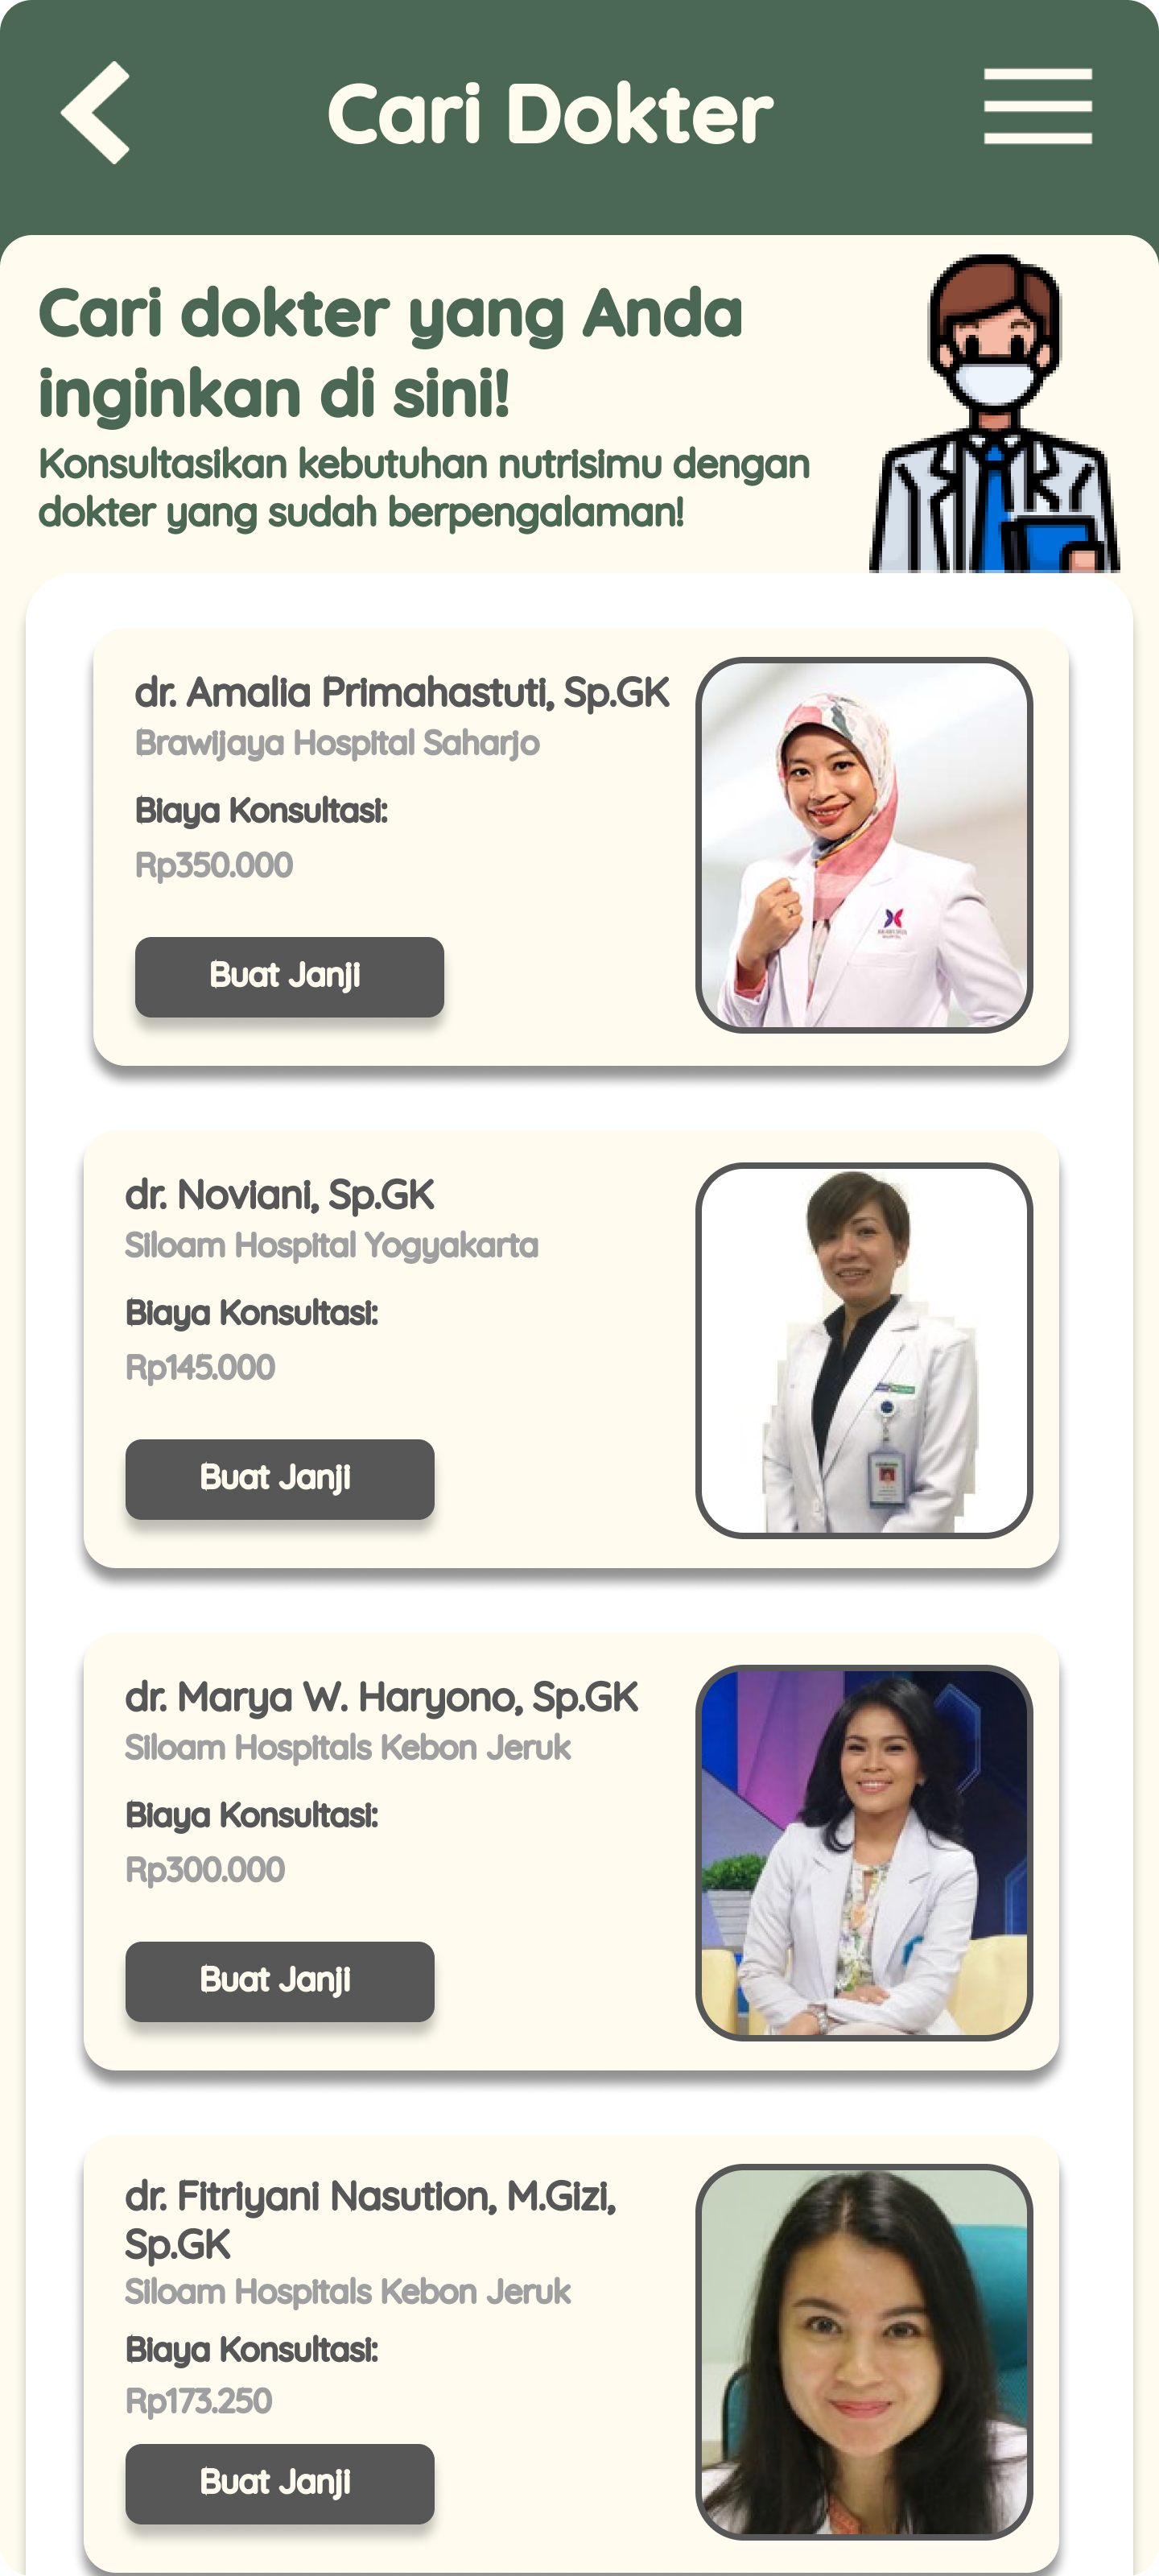 Cari Dokter
Cari dokter yang Anda
inginkan di sini!
Konsultasikan kebutuhan nutrisimu dengan
dokter yang sudah berpengalaman!
dr. Amalia Primahastuti, Sp.GK
Brawijaya Hospital Saharjo
Biaya Konsultasi:
Rp350.000
Buat Janji
dr. Noviani, Sp.GK
Siloam Hospital Yogyakarta
Biaya Konsultasi:
Rp145.000
Buat Janji
dr. Marya W. Haryono, Sp.GK
Siloam Hospitals Kebon Jeruk
Biaya Konsultasi:
Rp300.000
Buat Janji
dr. Fitriyani Nasution, M.Gizi,
Sp.GK
Siloam Hospitals Kebon Jeruk
Biaya Konsultasi:
Rp173.250
Buat Janji